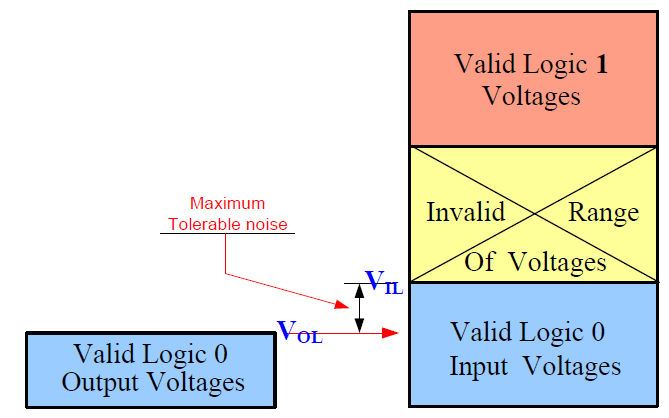 Valid Logic 1
Voltages
Maximum
Tolerable noise
Invalid Range
Of Voltages
VIL
VOL
Valid Logic 0
Input Voltages
Valid Logic 0
Output Voltages